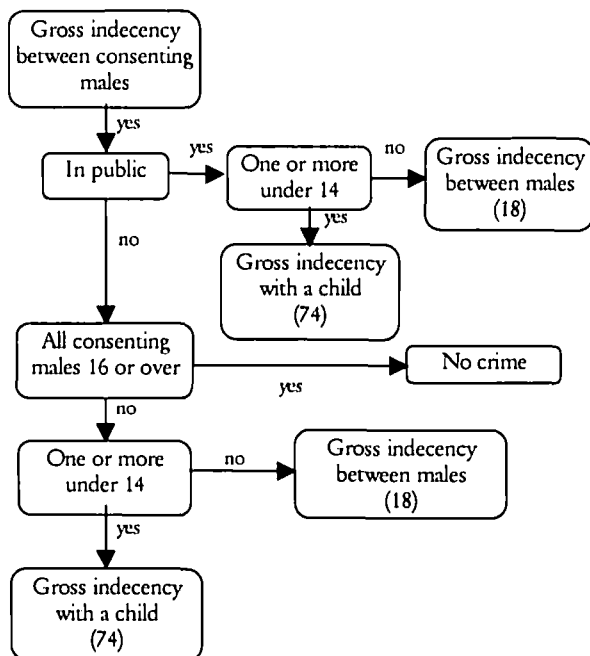 Gross indecency
between consenting
males
yes
In public
yes
One or more
under 14
no
Gross indecency
between males
(18)
yes
Gross indecency
with a child
(74)
no
All consenting
males 16 or over
yes
No crime
no
One or more
under 14
no
Gross indecency
between males
(18)
yes
Gross indecency
with a child
(74)